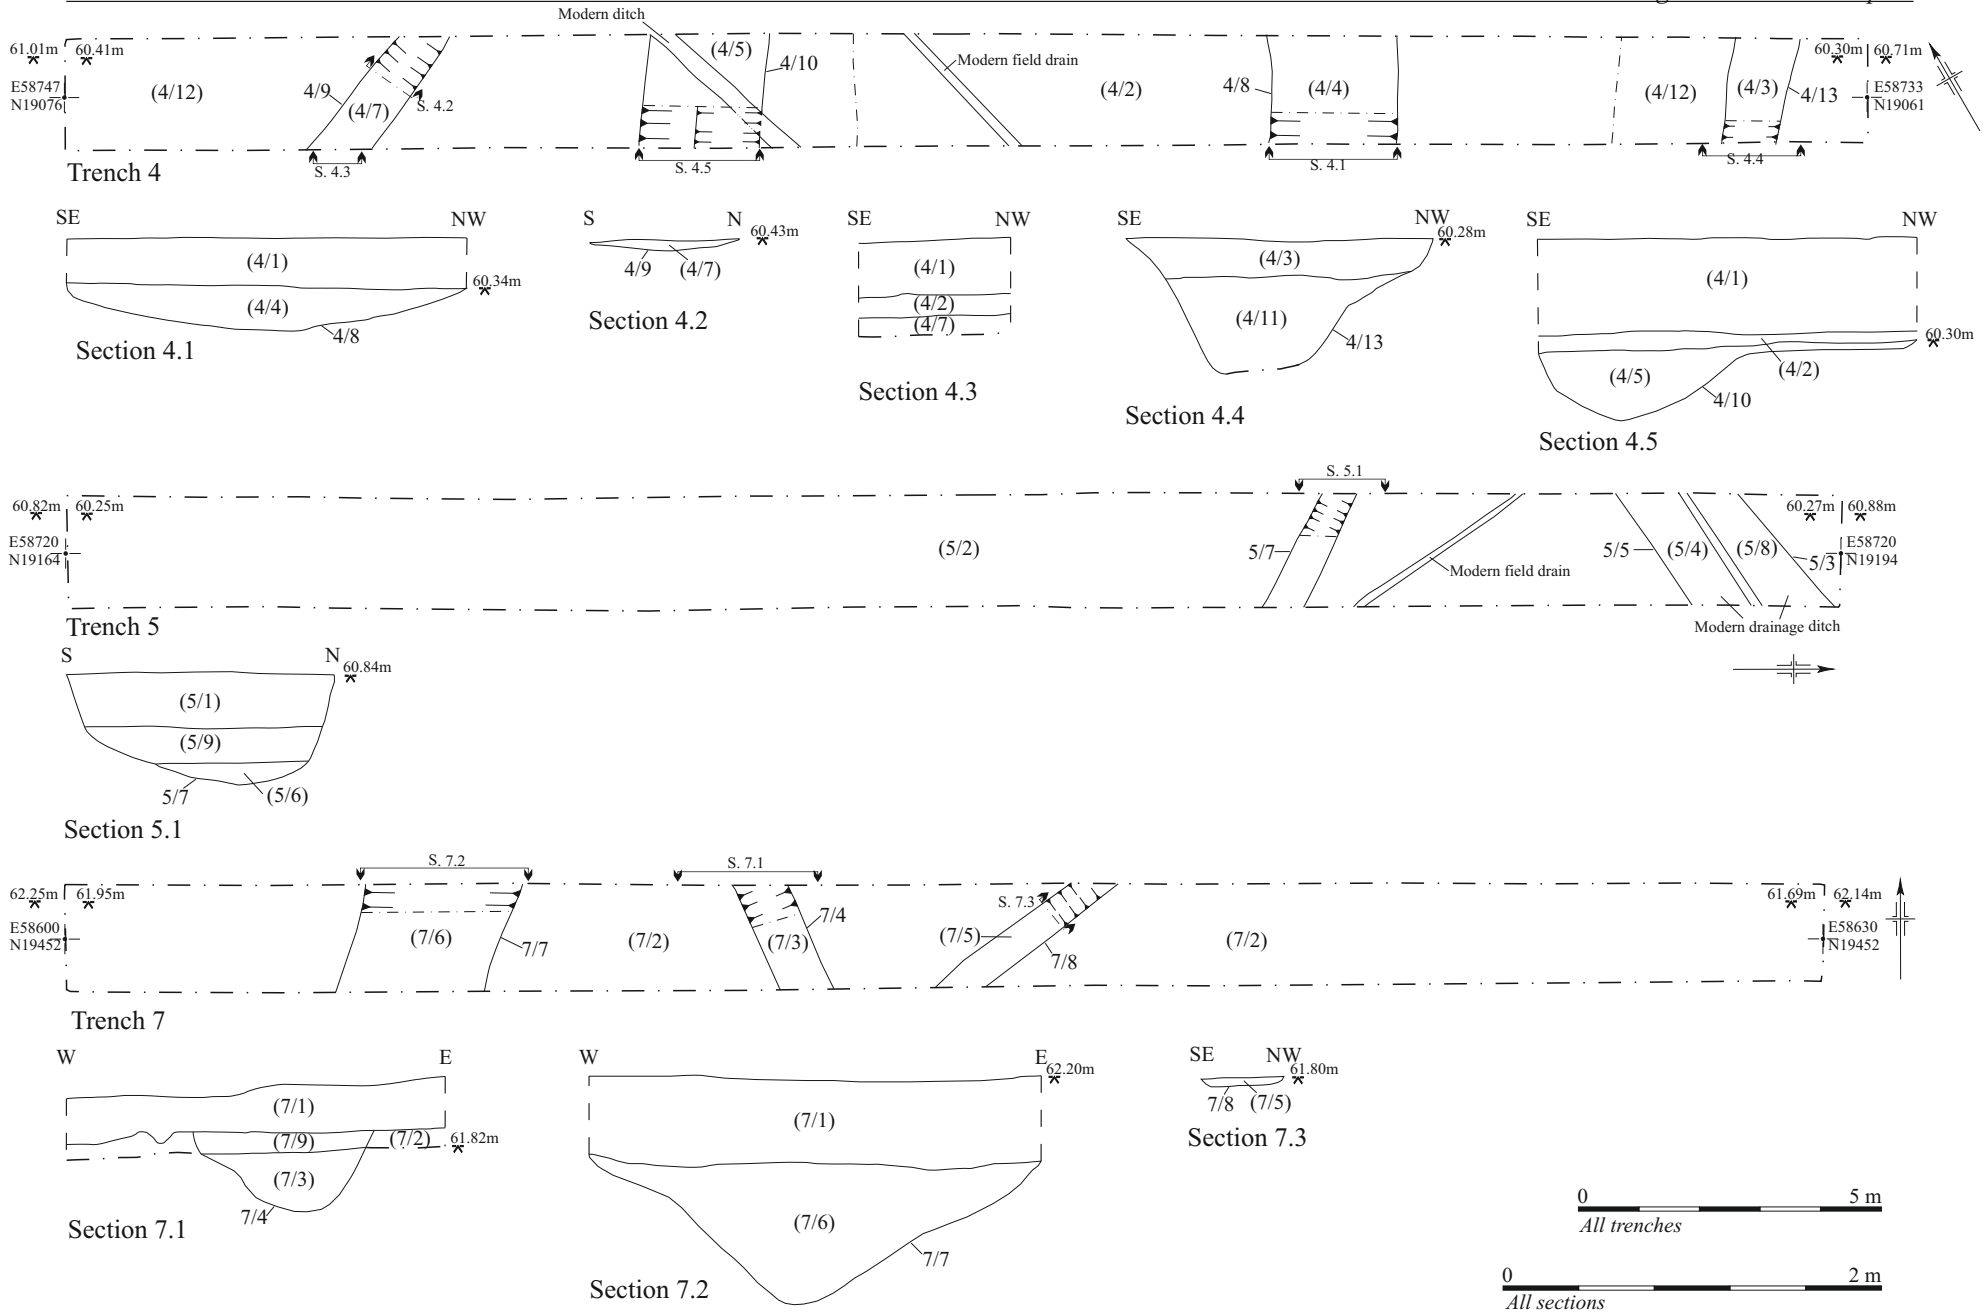 Modern ditch
61.01m 60.41m
E58747
N19076
(4/12)
4/9
(4/7)
S. 4.2
S. 4.3
(4/5)
4/10
S. 4.5
Modern field drain
(4/2)
4/8
(4/4)
S. 4.1
(4/12)
(4/3)
4/13
S. 4.4
60.30m 60.71m
E58733
N19061
Trench 4
SE NW
(4/1)
(4/4)
60.34m
4/8
Section 4.1
S N
60.43m
4/9 (4/7)
Section 4.2
SE NW
(4/1)
(4/2)
(4/7)
Section 4.3
SE NW
60.28m
(4/3)
(4/11)
4/13
Section 4.4
SE NW
(4/1)
60.30m
(4/2)
(4/5)
4/10
Section 4.5
S. 5.1
60.82m 60.25m
E58720
N19164
(5/2)
5/7
Modern field drain
5/5
(5/4)
(5/8)
5/3
60.27m 60.88m
E58720
N19194
Modern drainage ditch
Trench 5
S N
60.84m
(5/1)
(5/9)
5/7 (5/6)
Section 5.1
S. 7.2
S. 7.1
62.25m 61.95m
E58600
N19452
(7/6)
7/7
(7/2)
(7/3)
7/4
(7/5)
S. 7.3
7/8
(7/2)
61.69m 62.14m
E58630
N19452
Trench 7
W E
(7/1)
(7/9)
(7/2)
61.82m
(7/3)
7/4
Section 7.1
W E
62.20m
(7/1)
(7/6)
7/7
Section 7.2
SE NW
61.80m
7/8 (7/5)
Section 7.3
0 5 m
All trenches
0 2 m
All sections